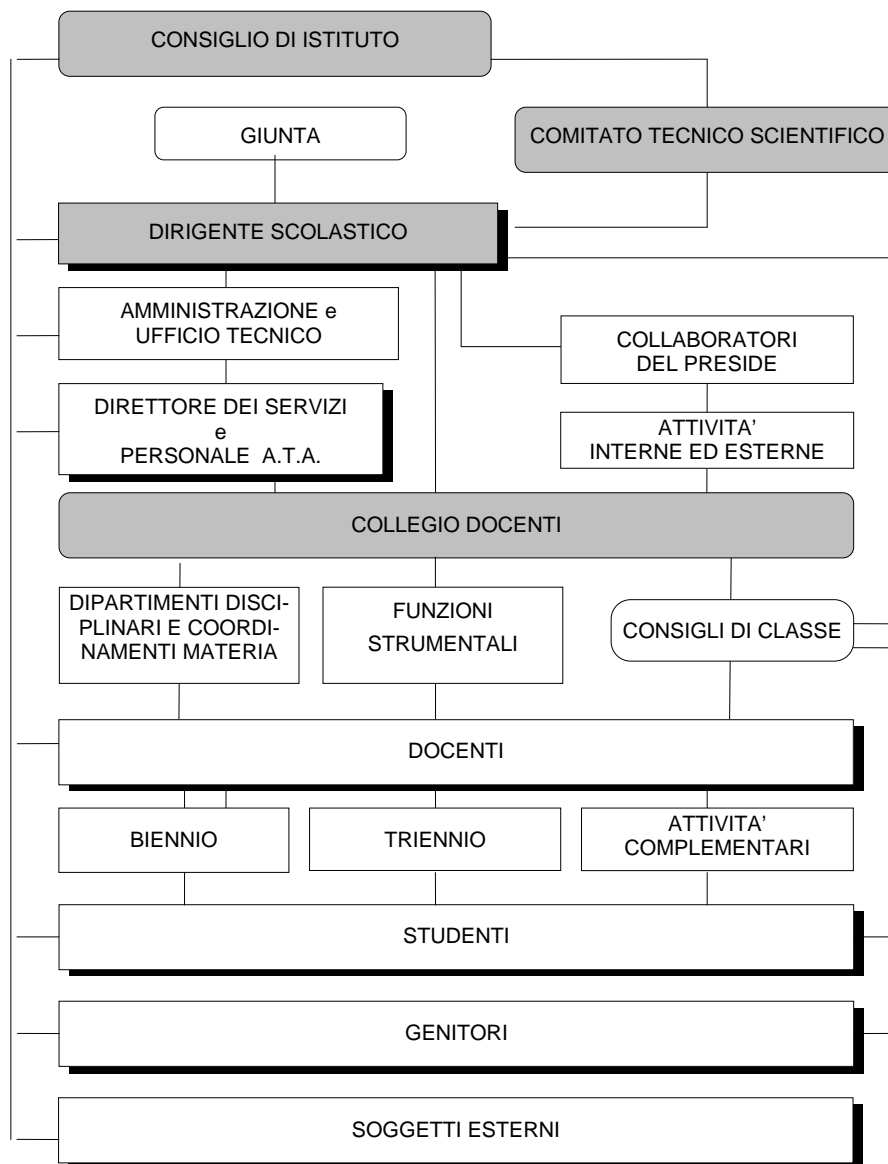 CONSIGLIO DI ISTITUTO
GIUNTA
COMITATO TECNICO SCIENTIFICO
DIRIGENTE SCOLASTICO
AMMINISTRAZIONE e
UFFICIO TECNICO
COLLABORATORI
DEL PRESIDE
DIRETTORE DEI SERVIZI
e
PERSONALE A.T.A.
ATTIVITA'
INTERNE ED ESTERNE
COLLEGIO DOCENTI
DIPARTIMENTI DISCI-
PLINARI E COORDI-
NAMENTI MATERIA
FUNZIONI
STRUMENTALI
CONSIGLI DI CLASSE
DOCENTI
BIENNIO
TRIENNIO
ATTIVITA'
COMPLEMENTARI
STUDENTI
GENITORI
SOGGETTI ESTERNI